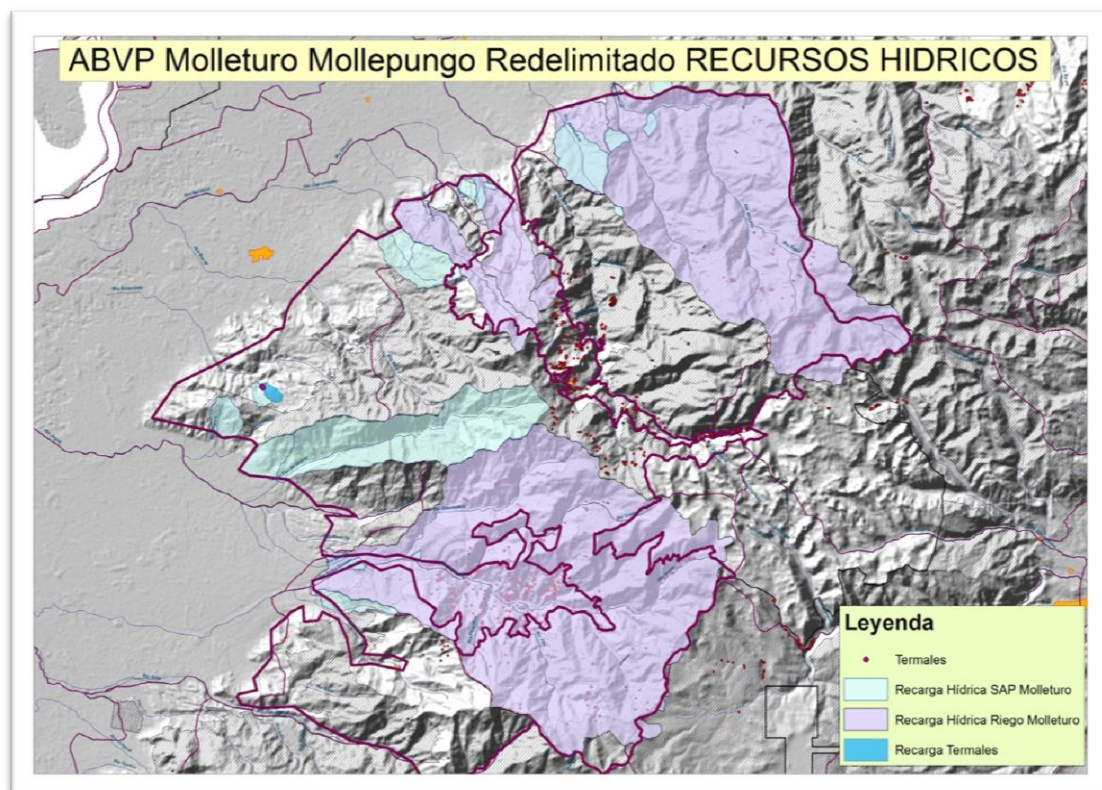 ABVP Molleturo Mollepungo Redelimitado RECURSOS HIDRICOS
Leyenda
Termales
Recarga Hídrica SAP Molleturo
Recarga Hídrica Riego Molleturo
Recarga Termales